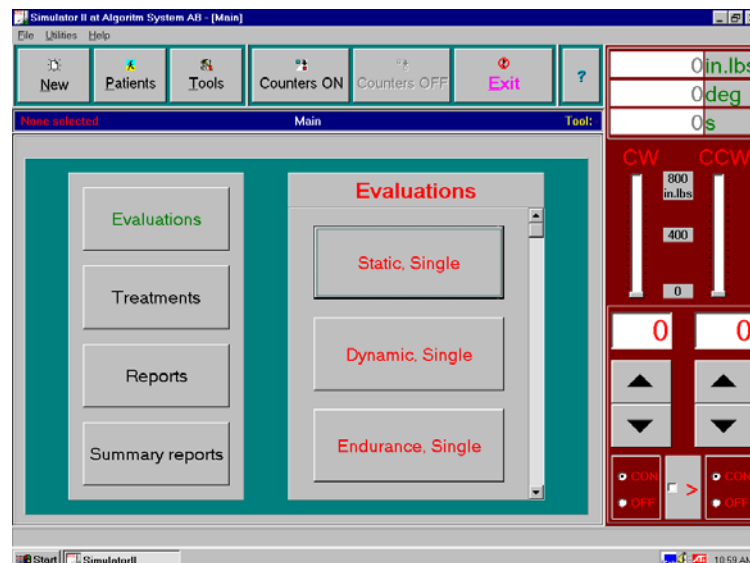 Simulator II at Algoritm System AB - [Main]
File Utilities Help
New Patients Tools Counters ON Counters OFF Exit ?
None selected Main Tool:
0 in.lbs
0 deg
0 s
CW CCW
800
in.lbs
400
0
0 0
CON > CON
OFF OFF
Evaluations
Treatments
Reports
Summary reports
Evaluations
Static, Single
Dynamic, Single
Endurance, Single
Start SimulatorII 10:59 AM